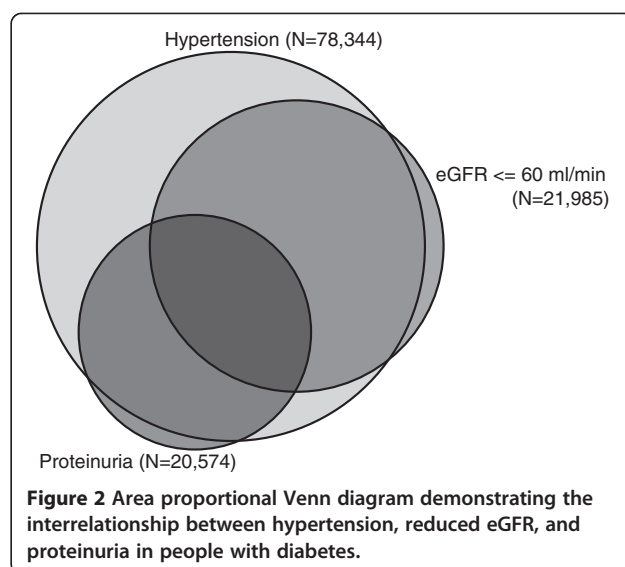 Hypertension (N=78,344)
eGFR <= 60 ml/min
(N=21,985)
Proteinuria (N=20,574)
Figure 2 Area proportional Venn diagram demonstrating the
interrelationship between hypertension, reduced eGFR, and
proteinuria in people with diabetes.